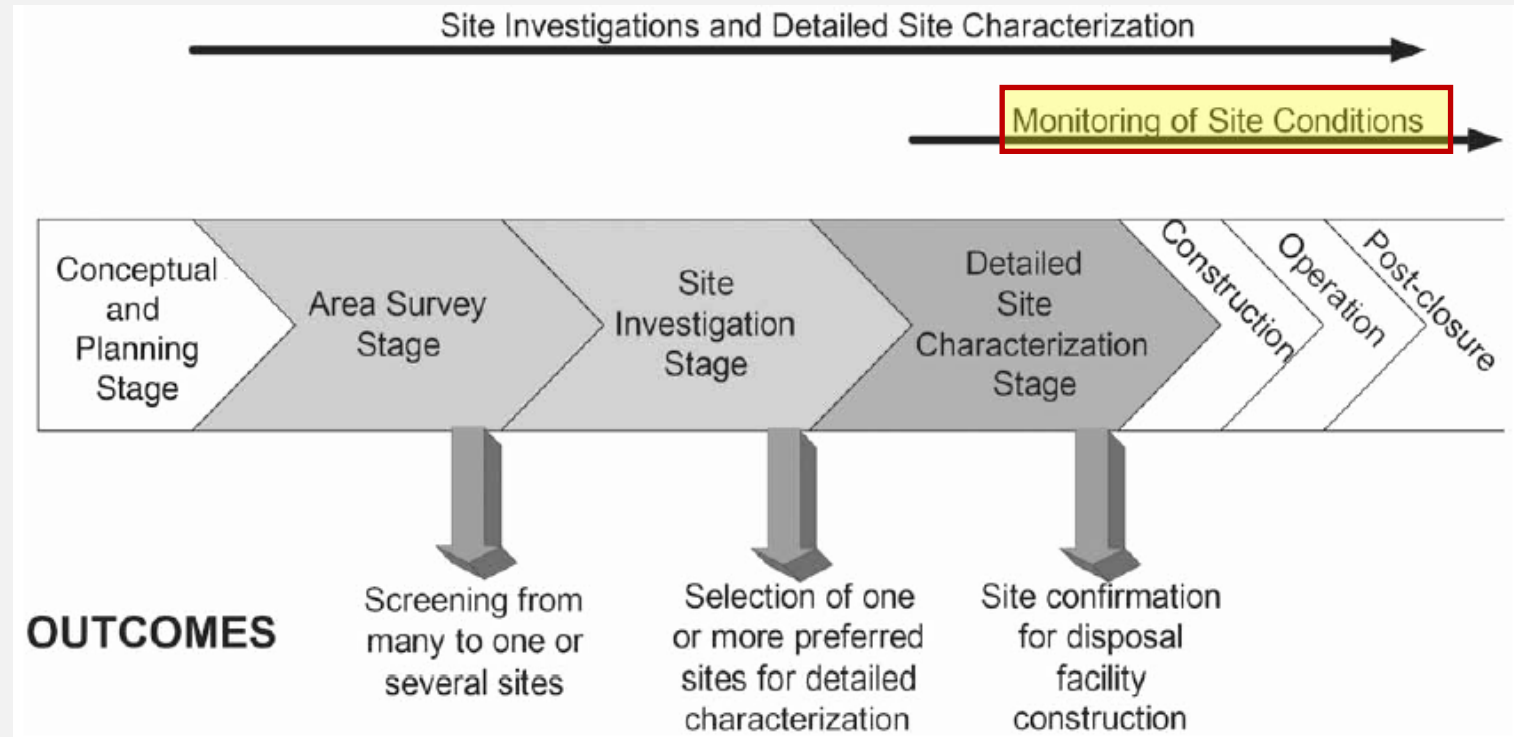 Site Investigations and Detailed Site Characterization
Monitoring of Site Conditions
Conceptual
and
Planning
Stage
Area Survey
Stage
Site
Investigation
Stage
Detailed
Site
Characterization
Stage
Construction
Operation
Post-closure
OUTCOMES
Screening from
many to one or
several sites
Selection of one
or more preferred
sites for detailed
characterization
Site confirmation
for disposal
facility
construction